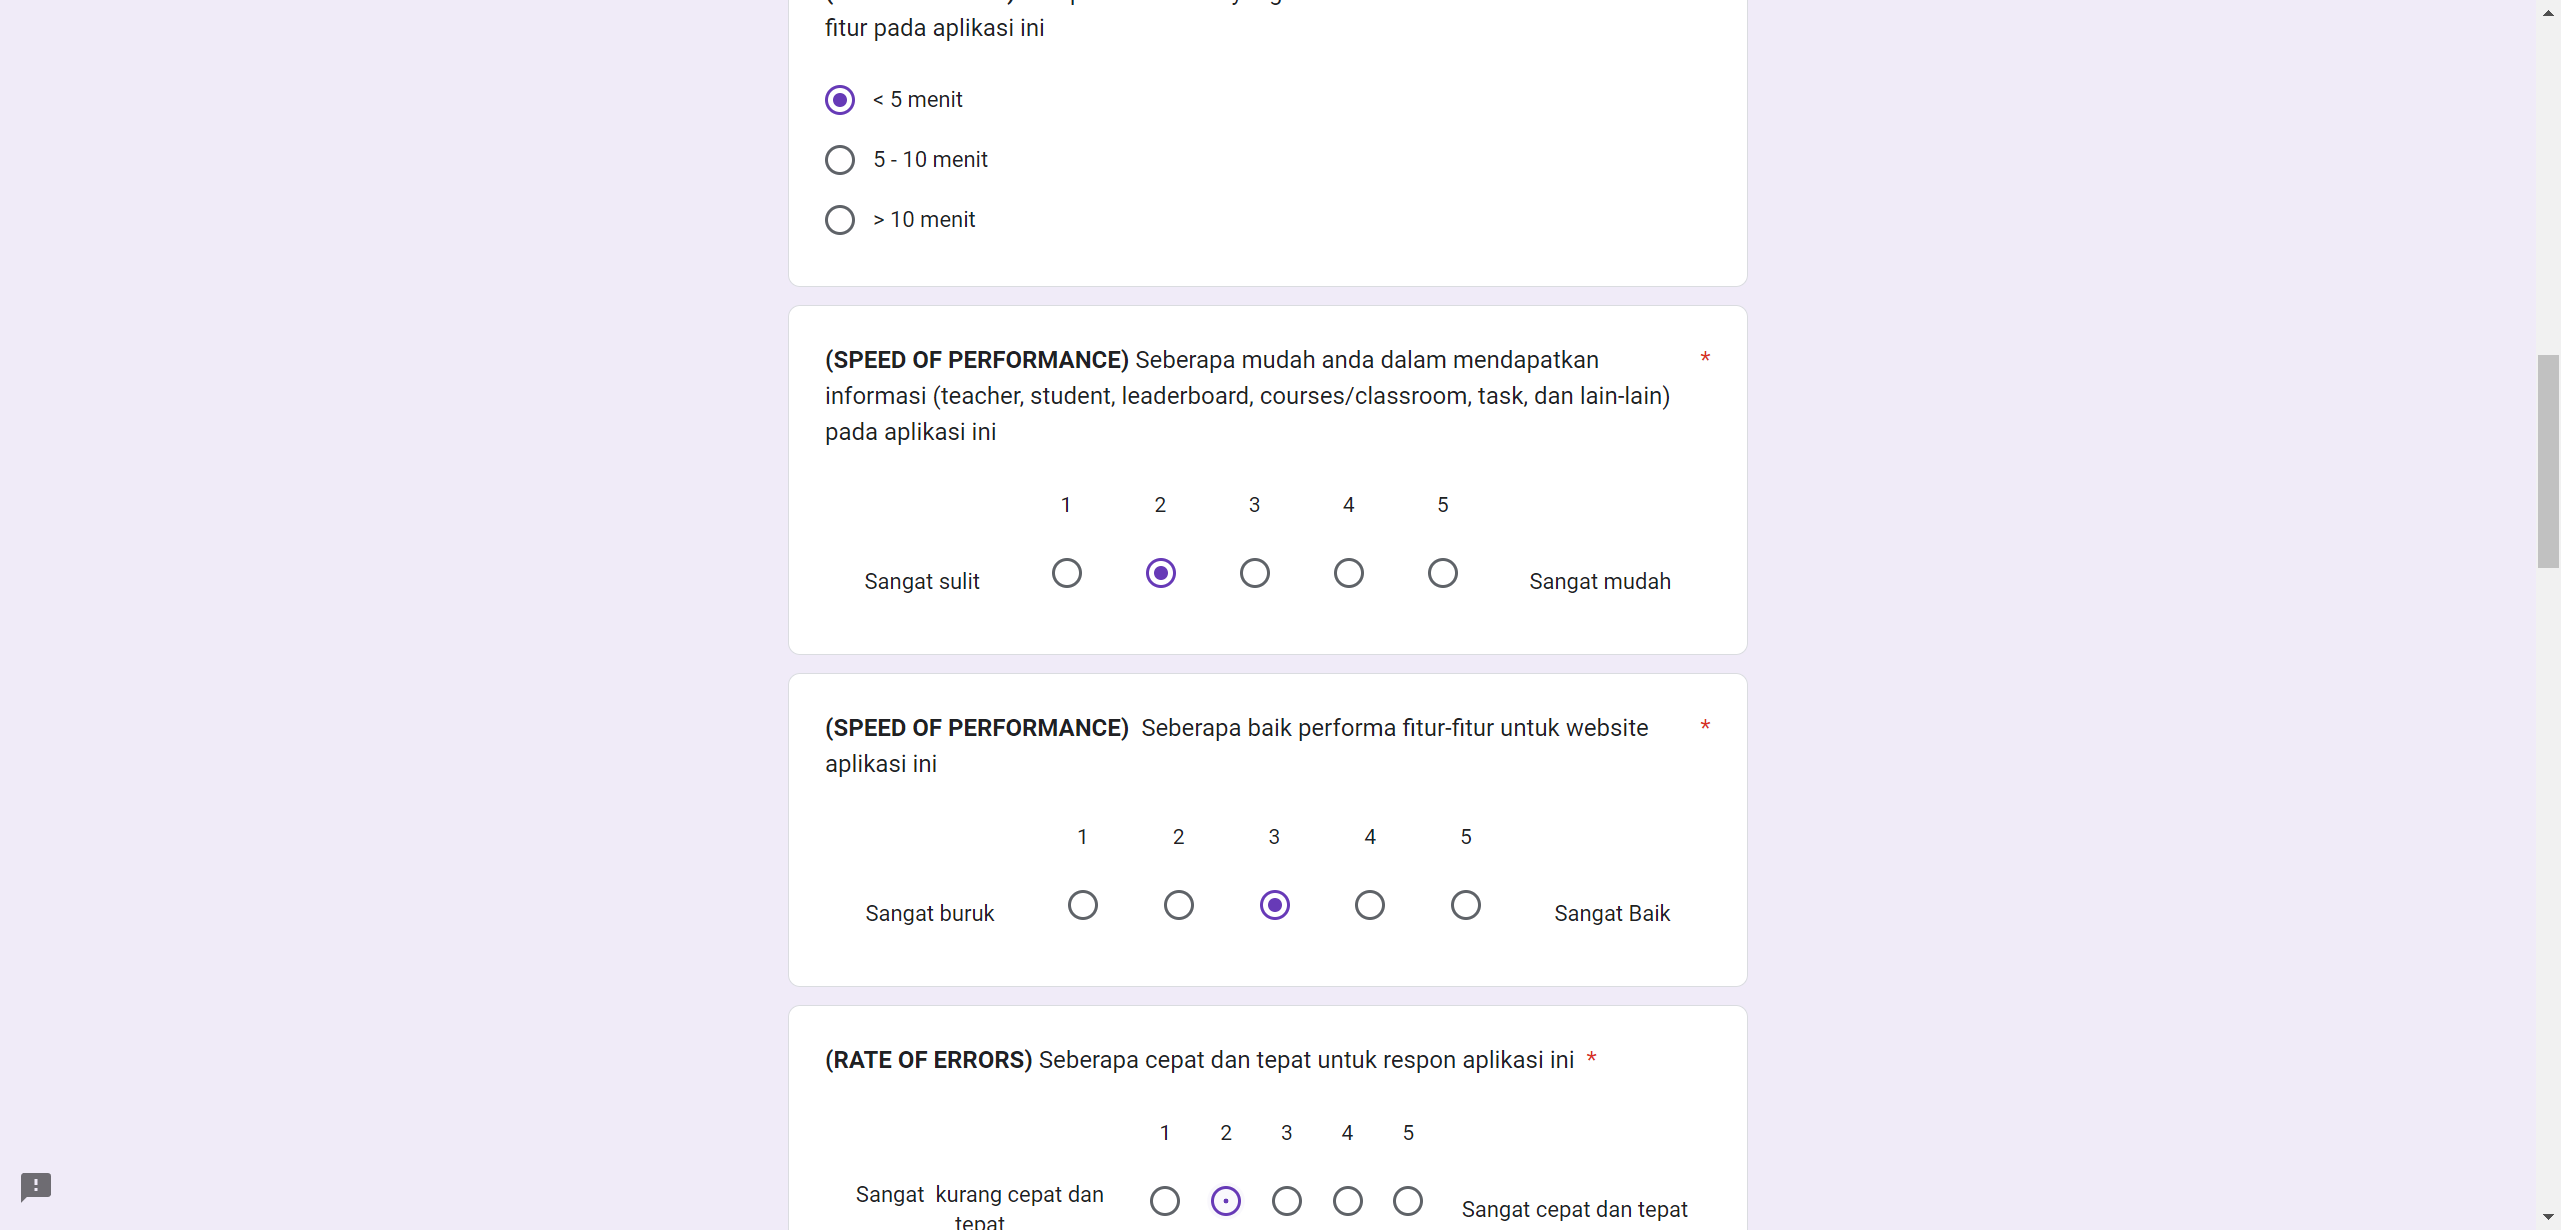 fitur pada aplikasi ini
< 5 menit
5 - 10 menit
> 10 menit
(SPEED OF PERFORMANCE) Seberapa mudah anda dalam mendapatkan *
informasi (teacher, student, leaderboard, courses/classroom, task, dan lain-lain)
pada aplikasi ini
1 2 3 4 5
Sangat sulit Sangat mudah
(SPEED OF PERFORMANCE) Seberapa baik performa fitur-fitur untuk website *
aplikasi ini
1 2 3 4 5
Sangat buruk Sangat Baik
(RATE OF ERRORS) Seberapa cepat dan tepat untuk respon aplikasi ini *
1 2 3 4 5
Sangat kurang cepat dan
tepat
Sangat cepat dan tepat